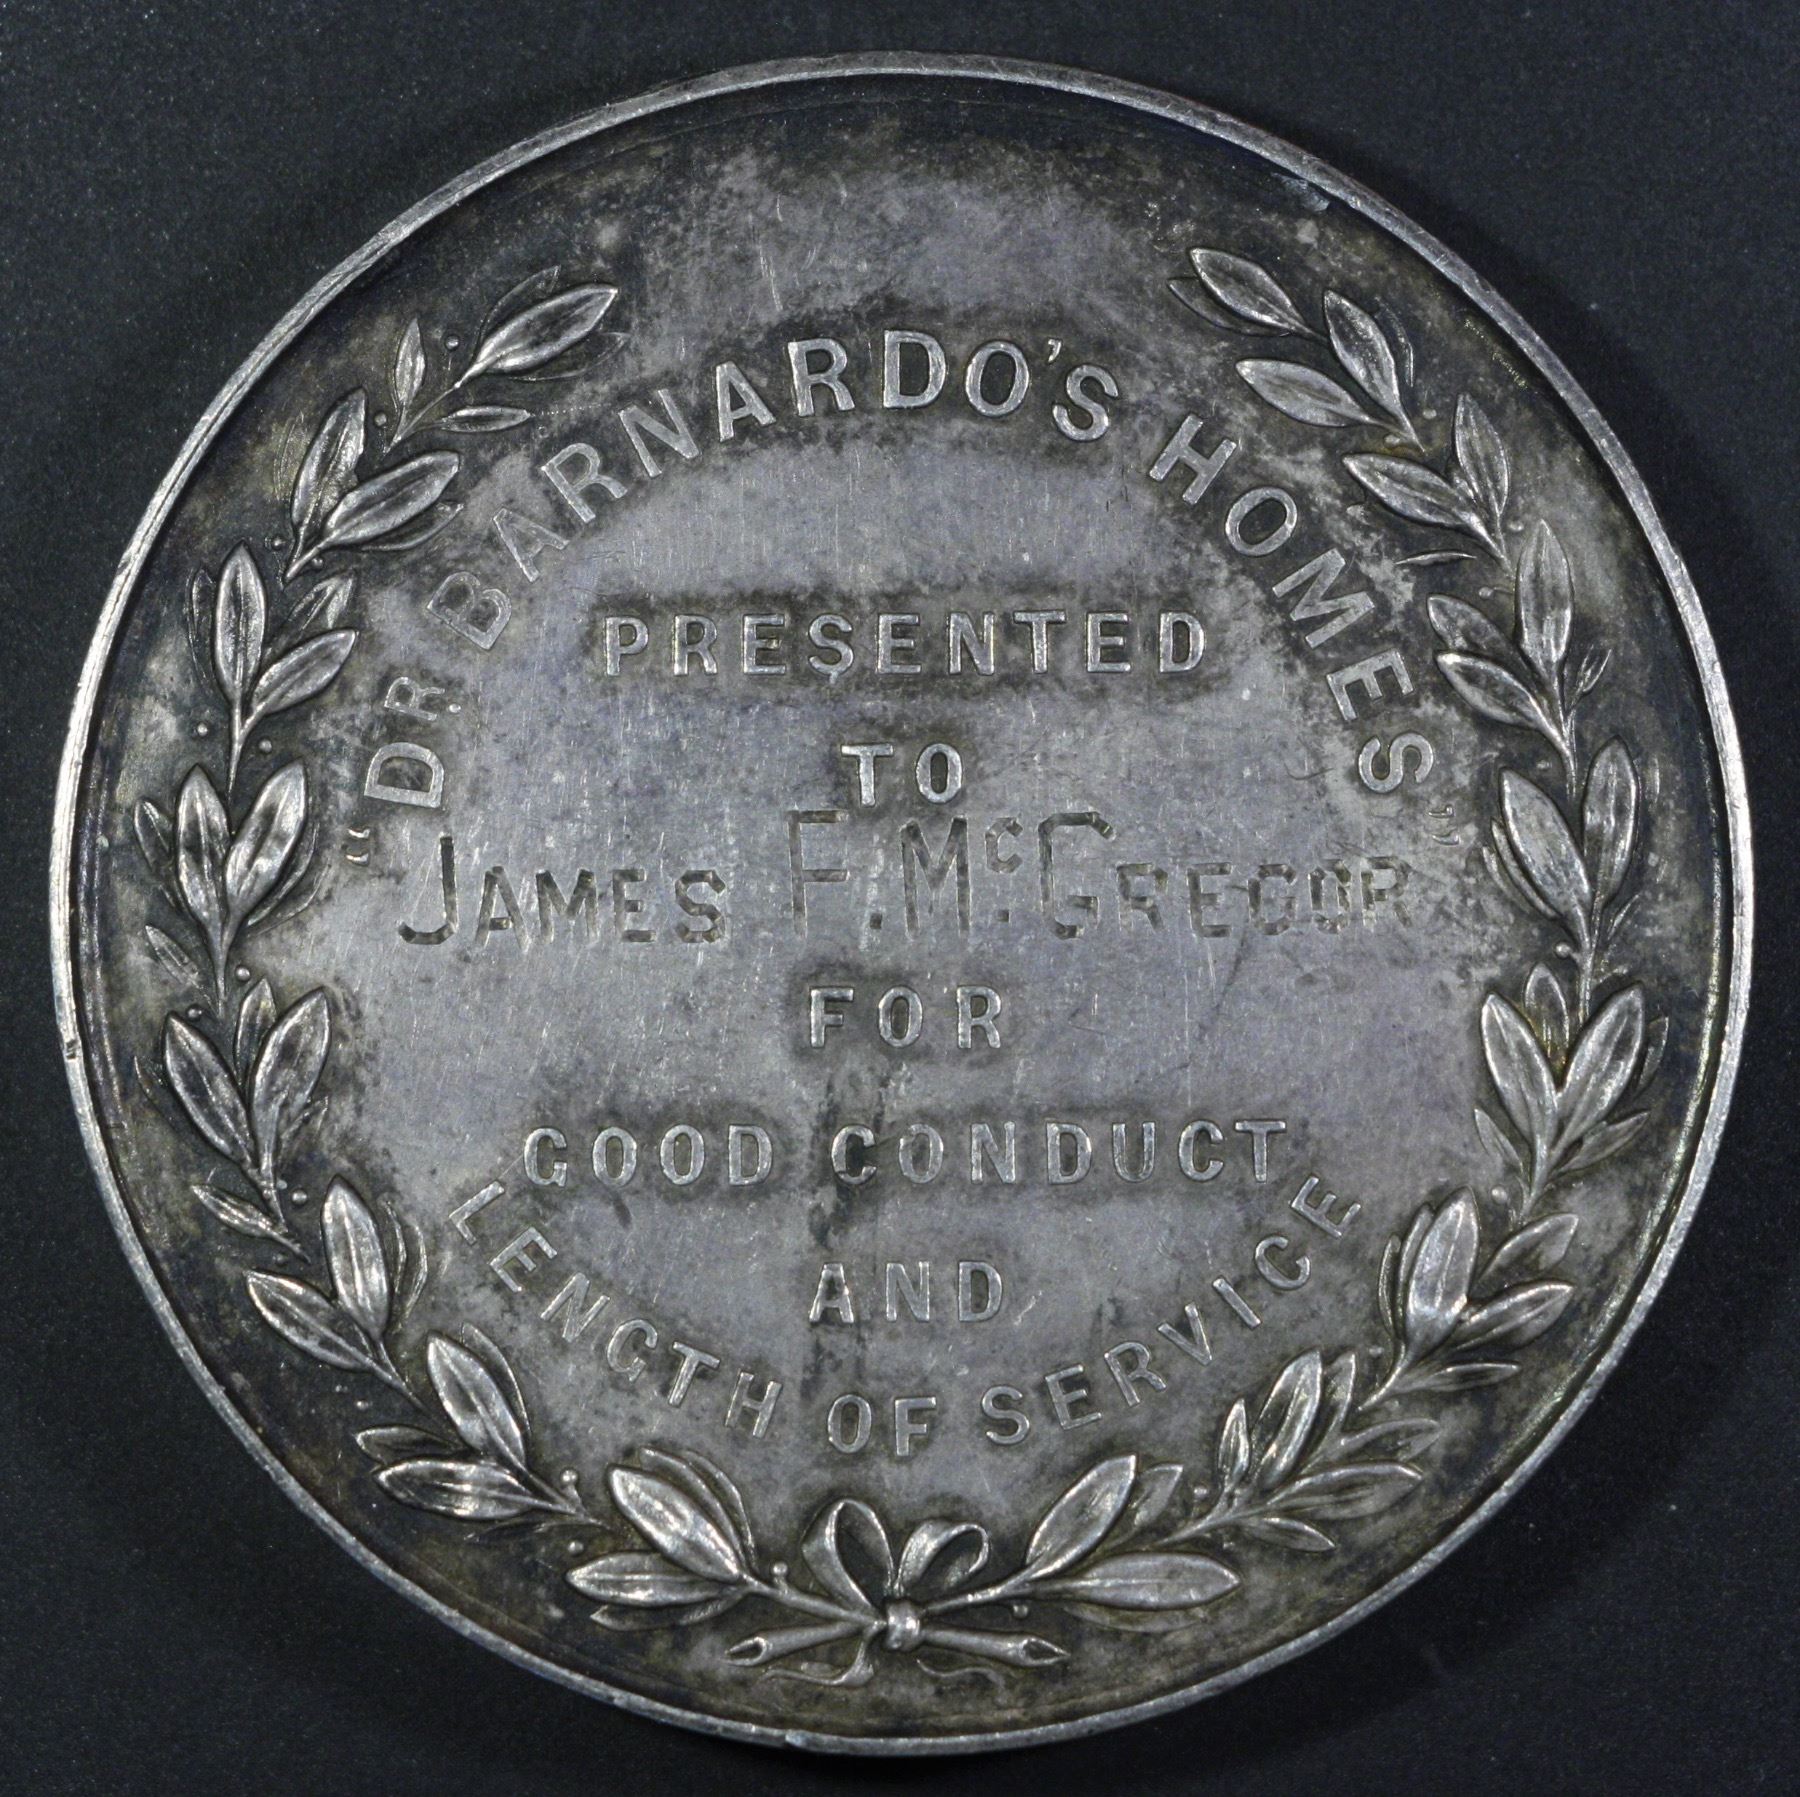 "DR. BARNARDO'S HOMES"
PRESENTED
TO
JAMES F. McGREGOR
FOR
GOOD CONDUCT
AND
LENGTH OF SERVICE